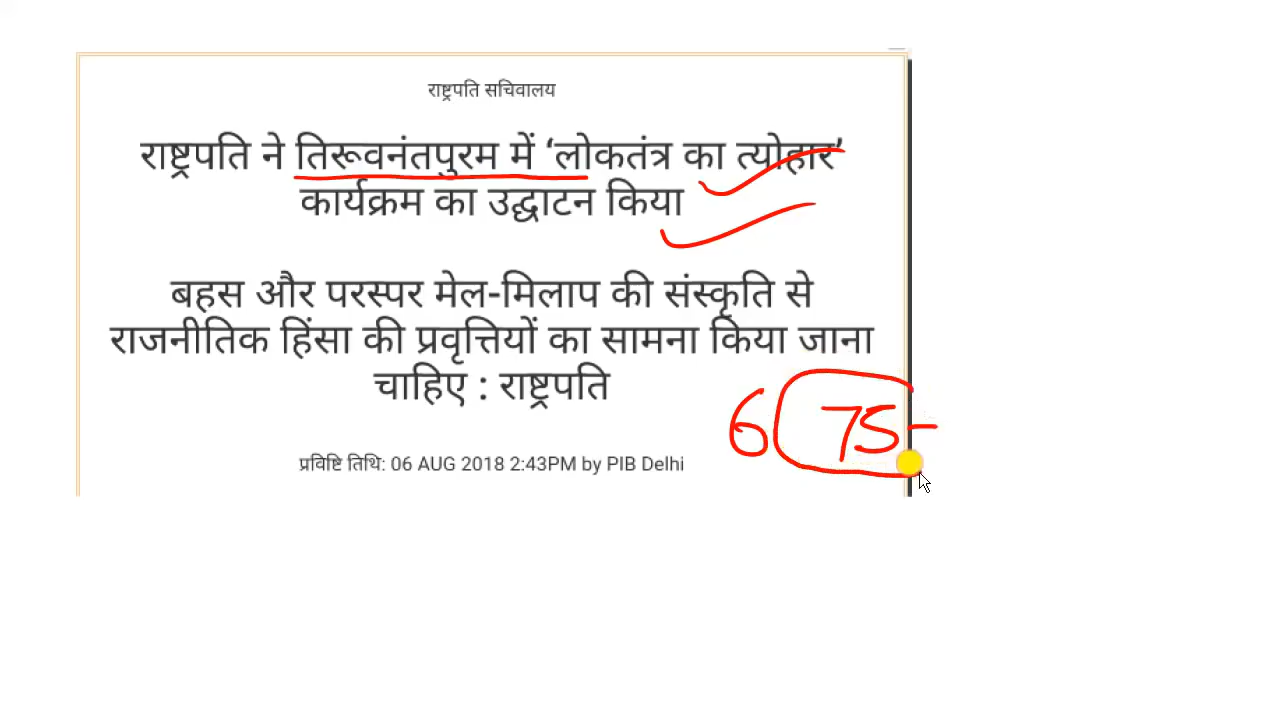 राष्ट्रपति सचिवालय
राष्ट्रपति ने तिरूवनंतपुरम में ‘लोकतंत्र का त्योहार’
कार्यक्रम का उद्घाटन किया
बहस और परस्पर मेल-मिलाप की संस्कृति से
राजनीतिक हिंसा की प्रवृत्तियों का सामना किया जाना
चाहिए : राष्ट्रपति
6 75-
प्रविष्टि तिथि: 06 AUG 2018 2:43PM by PIB Delhi